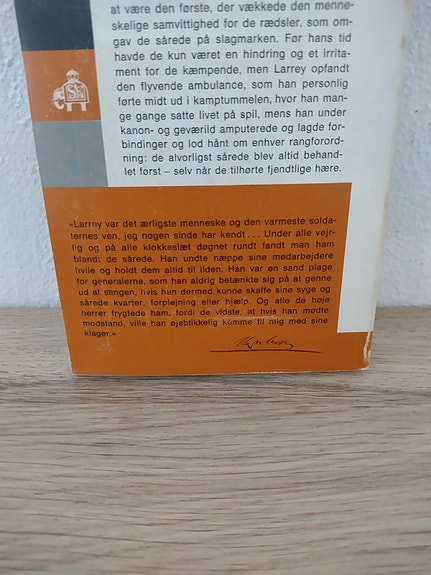 at være den første, der vækkede den menne-
skelige samvittighed for de rædsler, som om-
gav de sårede på slagmarken. Før hans tid
havde de kun været en hindring og et irrita-
ment for de kæmpende, men Larrey opfandt
den flyvende ambulance, som han personlig
førte midt ud i kamptummelen, hvor han man-
ge gange satte livet på spil, mens han under
kanon- og geværild amputerede og lagde for-
bindinger og lod hånt om enhver rangforord-
ning: de alvorligst sårede blev altid behand-
let først – selv når de tilhørte fjendtlige hære.
»Larrey var det ærligste menneske og den varmeste solda-
ternes ven, jeg nogen sinde har kendt... Under alle vejr-
lig og på alle klokkeslæt døgnet rundt fandt man ham
blandt de sårede. Han undte næppe sine medarbejdere
hvile og holdt dem altid til ilden. Han var en sand plage
for generalerne, som han aldrig betænkte sig på at genne
ud af sengen, hvis han dermed kunne skaffe sine syge og
sårede kvarter, forplejning eller hjælp. Og alle de høje
herrer frygtede ham, fordi de vidste, at hvis han mødte
modstand, ville han øjeblikkelig komme til mig med sine
klager.«